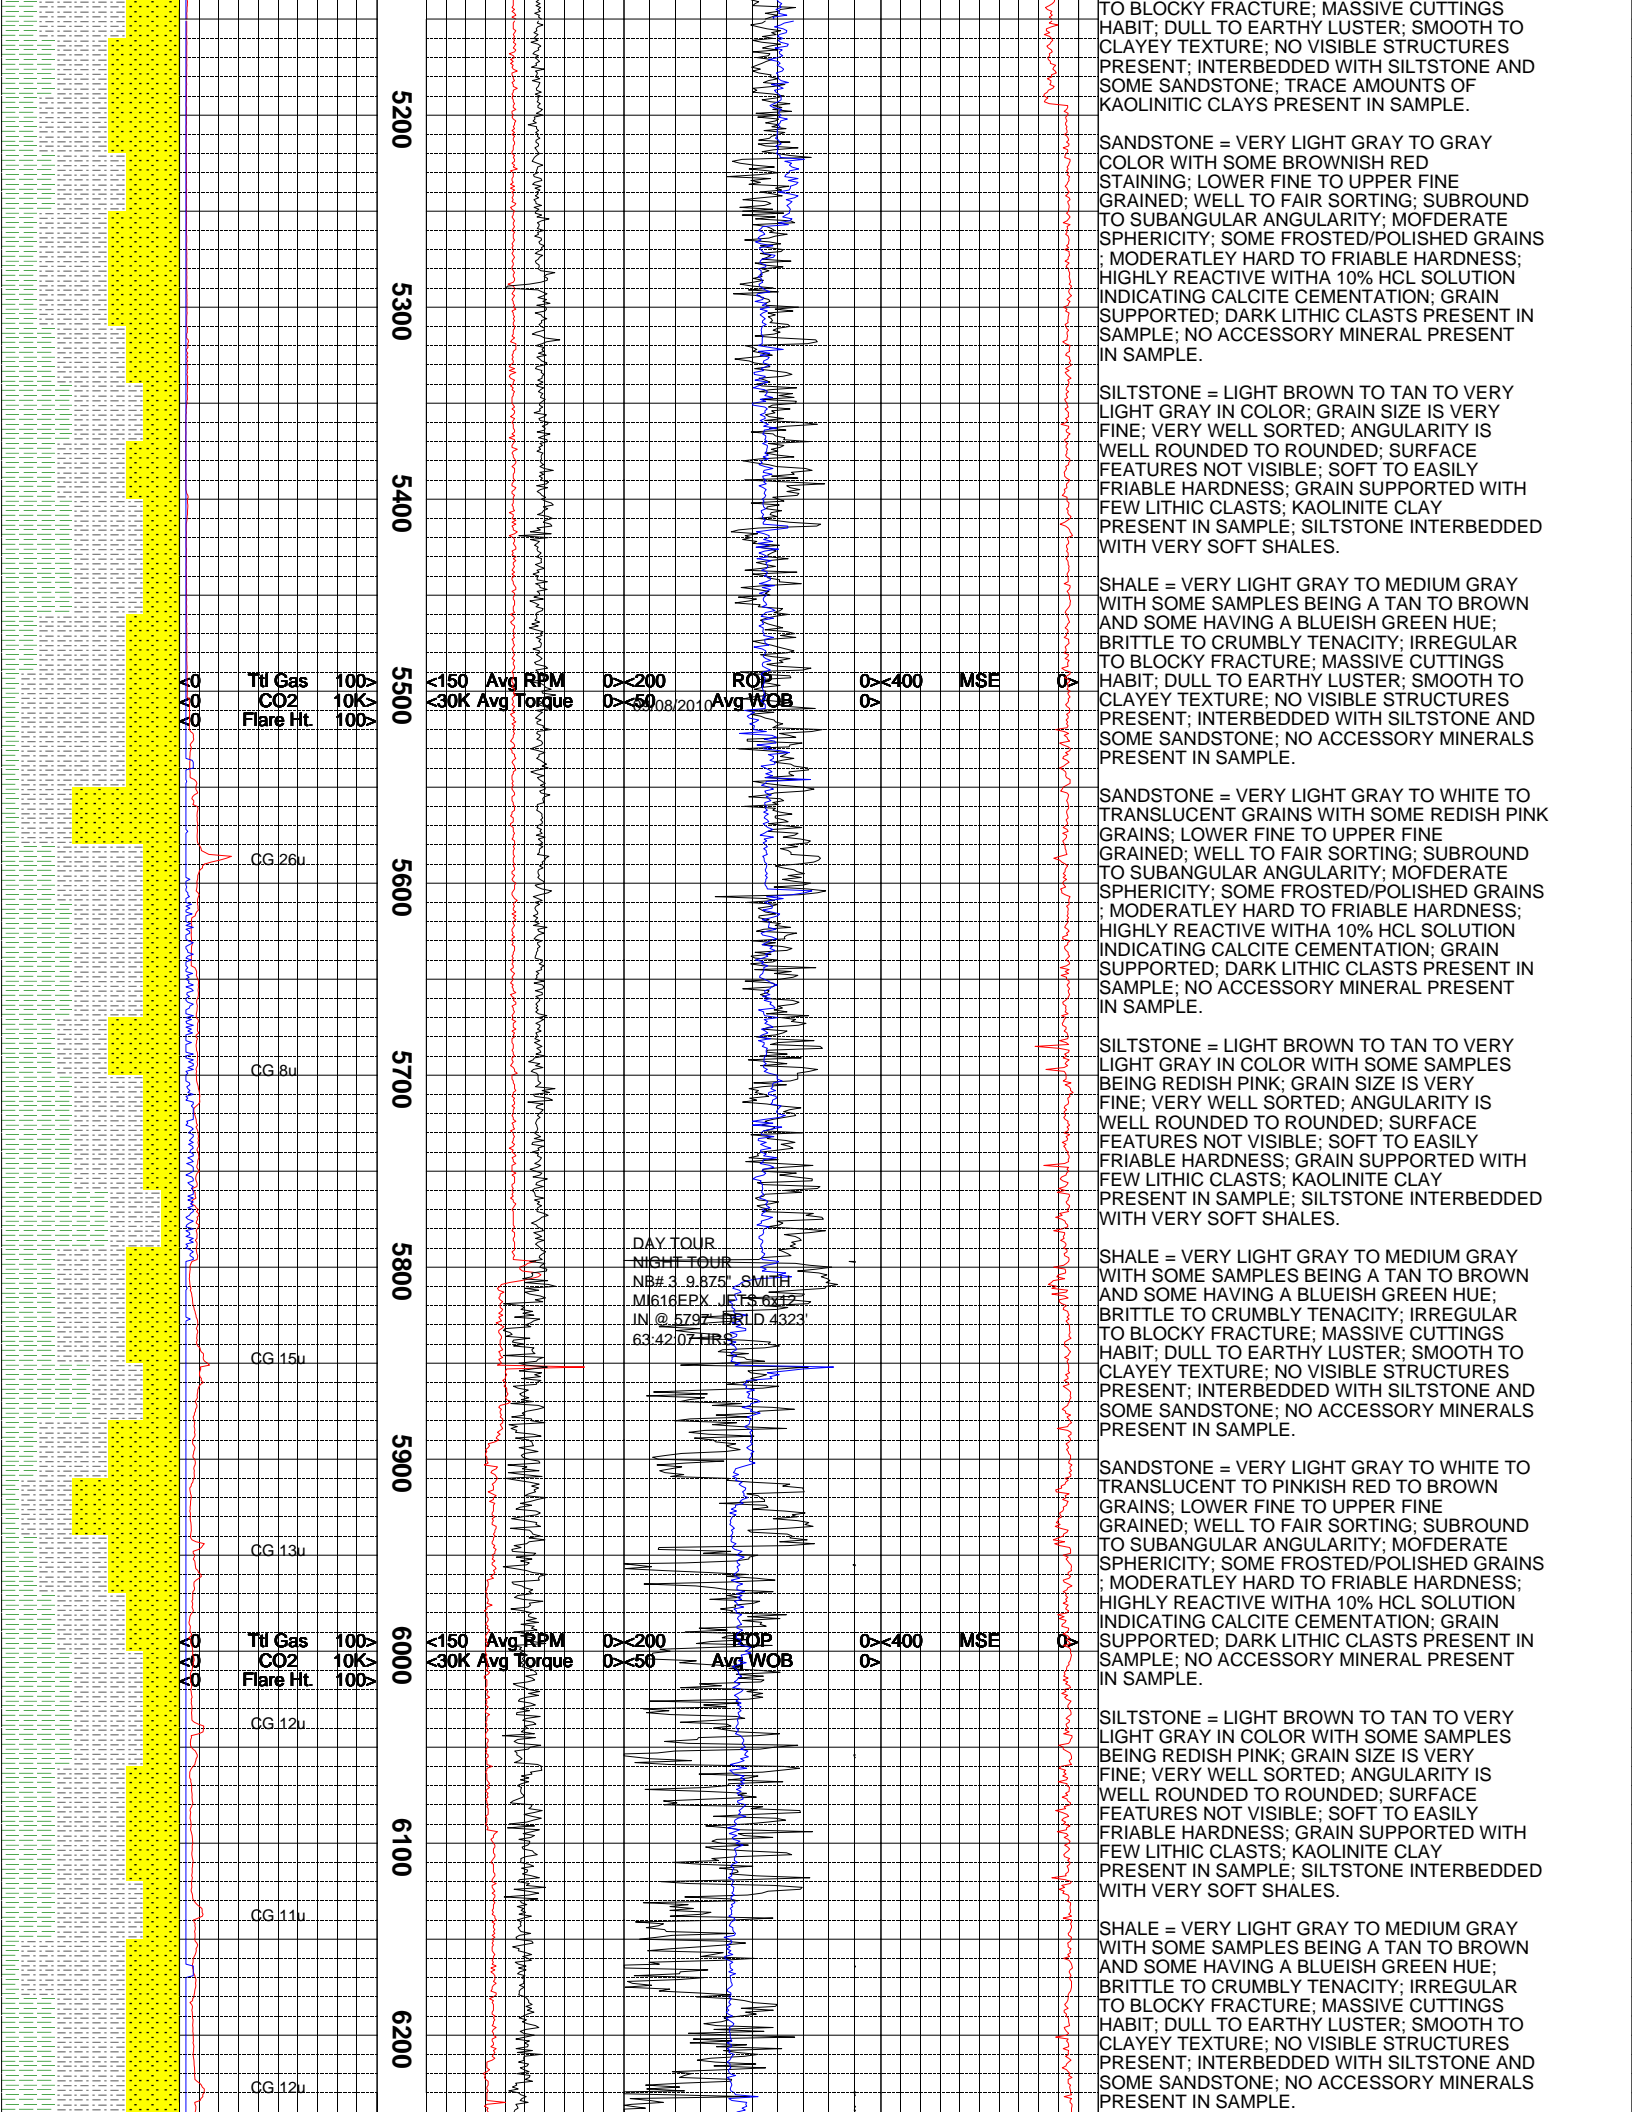 TO BLOCKY FRACTURE; MASSIVE CUTTINGS
HABIT; DULL TO EARTHY LUSTER; SMOOTH TO
CLAYEY TEXTURE; NO VISIBLE STRUCTURES
PRESENT; INTERBEDDED WITH SILTSTONE AND
SOME SANDSTONE; TRACE AMOUNTS OF
KAOLINITIC CLAYS PRESENT IN SAMPLE.
SANDSTONE = VERY LIGHT GRAY TO GRAY
COLOR WITH SOME BROWNISH RED
STAINING; LOWER FINE TO UPPER FINE
GRAINED; WELL TO FAIR SORTING; SUBROUND
TO SUBANGULAR ANGULARITY; MOFDERATE
SPHERICITY; SOME FROSTED/POLISHED GRAINS
; MODERATLEY HARD TO FRIABLE HARDNESS;
HIGHLY REACTIVE WITHA 10% HCL SOLUTION
INDICATING CALCITE CEMENTATION; GRAIN
SUPPORTED; DARK LITHIC CLASTS PRESENT IN
SAMPLE; NO ACCESSORY MINERAL PRESENT
IN SAMPLE.
SILTSTONE = LIGHT BROWN TO TAN TO VERY
LIGHT GRAY IN COLOR; GRAIN SIZE IS VERY
FINE; VERY WELL SORTED; ANGULARITY IS
WELL ROUNDED TO ROUNDED; SURFACE
FEATURES NOT VISIBLE; SOFT TO EASILY
FRIABLE HARDNESS; GRAIN SUPPORTED WITH
FEW LITHIC CLASTS; KAOLINITE CLAY
PRESENT IN SAMPLE; SILTSTONE INTERBEDDED
WITH VERY SOFT SHALES.
SHALE = VERY LIGHT GRAY TO MEDIUM GRAY
WITH SOME SAMPLES BEING A TAN TO BROWN
AND SOME HAVING A BLUEISH GREEN HUE;
BRITTLE TO CRUMBLY TENACITY; IRREGULAR
TO BLOCKY FRACTURE; MASSIVE CUTTINGS
HABIT; DULL TO EARTHY LUSTER; SMOOTH TO
CLAYEY TEXTURE; NO VISIBLE STRUCTURES
PRESENT; INTERBEDDED WITH SILTSTONE AND
SOME SANDSTONE; NO ACCESSORY MINERALS
PRESENT IN SAMPLE.
SANDSTONE = VERY LIGHT GRAY TO WHITE TO
TRANSLUCENT GRAINS WITH SOME REDISH PINK
GRAINS; LOWER FINE TO UPPER FINE
GRAINED; WELL TO FAIR SORTING; SUBROUND
TO SUBANGULAR ANGULARITY; MOFDERATE
SPHERICITY; SOME FROSTED/POLISHED GRAINS
; MODERATLEY HARD TO FRIABLE HARDNESS;
HIGHLY REACTIVE WITHA 10% HCL SOLUTION
INDICATING CALCITE CEMENTATION; GRAIN
SUPPORTED; DARK LITHIC CLASTS PRESENT IN
SAMPLE; NO ACCESSORY MINERAL PRESENT
IN SAMPLE.
SILTSTONE = LIGHT BROWN TO TAN TO VERY
LIGHT GRAY IN COLOR WITH SOME SAMPLES
BEING REDISH PINK; GRAIN SIZE IS VERY
FINE; VERY WELL SORTED; ANGULARITY IS
WELL ROUNDED TO ROUNDED; SURFACE
FEATURES NOT VISIBLE; SOFT TO EASILY
FRIABLE HARDNESS; GRAIN SUPPORTED WITH
FEW LITHIC CLASTS; KAOLINITE CLAY
PRESENT IN SAMPLE; SILTSTONE INTERBEDDED
WITH VERY SOFT SHALES.
SHALE = VERY LIGHT GRAY TO MEDIUM GRAY
WITH SOME SAMPLES BEING A TAN TO BROWN
AND SOME HAVING A BLUEISH GREEN HUE;
BRITTLE TO CRUMBLY TENACITY; IRREGULAR
TO BLOCKY FRACTURE; MASSIVE CUTTINGS
HABIT; DULL TO EARTHY LUSTER; SMOOTH TO
CLAYEY TEXTURE; NO VISIBLE STRUCTURES
PRESENT; INTERBEDDED WITH SILTSTONE AND
SOME SANDSTONE; NO ACCESSORY MINERALS
PRESENT IN SAMPLE.
SANDSTONE = VERY LIGHT GRAY TO WHITE TO
TRANSLUCENT TO PINKISH RED TO BROWN
GRAINS; LOWER FINE TO UPPER FINE
GRAINED; WELL TO FAIR SORTING; SUBROUND
TO SUBANGULAR ANGULARITY; MOFDERATE
SPHERICITY; SOME FROSTED/POLISHED GRAINS
; MODERATLEY HARD TO FRIABLE HARDNESS;
HIGHLY REACTIVE WITHA 10% HCL SOLUTION
INDICATING CALCITE CEMENTATION; GRAIN
SUPPORTED; DARK LITHIC CLASTS PRESENT IN
SAMPLE; NO ACCESSORY MINERAL PRESENT
IN SAMPLE.
SILTSTONE = LIGHT BROWN TO TAN TO VERY
LIGHT GRAY IN COLOR WITH SOME SAMPLES
BEING REDISH PINK; GRAIN SIZE IS VERY
FINE; VERY WELL SORTED; ANGULARITY IS
WELL ROUNDED TO ROUNDED; SURFACE
FEATURES NOT VISIBLE; SOFT TO EASILY
FRIABLE HARDNESS; GRAIN SUPPORTED WITH
FEW LITHIC CLASTS; KAOLINITE CLAY
PRESENT IN SAMPLE; SILTSTONE INTERBEDDED
WITH VERY SOFT SHALES.
SHALE = VERY LIGHT GRAY TO MEDIUM GRAY
WITH SOME SAMPLES BEING A TAN TO BROWN
AND SOME HAVING A BLUEISH GREEN HUE;
BRITTLE TO CRUMBLY TENACITY; IRREGULAR
TO BLOCKY FRACTURE; MASSIVE CUTTINGS
HABIT; DULL TO EARTHY LUSTER; SMOOTH TO
CLAYEY TEXTURE; NO VISIBLE STRUCTURES
PRESENT; INTERBEDDED WITH SILTSTONE AND
SOME SANDSTONE; NO ACCESSORY MINERALS
PRESENT IN SAMPLE.
5200
5300
5400
<0 Ttl Gas 100> <150 Avg RPM 0><200 ROP 0><400 MSE 0>
<0 CO2 10K> <30K Avg Torque 0><50 Avg WOB 0>
<0 Flare Ht. 100>
5500
CG 26u
5600
CG 8u
5700
DAY TOUR
NIGHT TOUR
NB# 3 9.875" SMITH
MI616EPX JETS 6x12
IN @ 5797' DRLD 4323'
63:42:07 HRS
5800
CG 15u
5900
CG 13u
<0 Ttl Gas 100> <150 Avg RPM 0><200 ROP 0><400 MSE 0>
<0 CO2 10K> <30K Avg Torque 0><50 Avg WOB 0>
<0 Flare Ht. 100>
6000
CG 12u
6100
CG 11u
6200
CG 12u